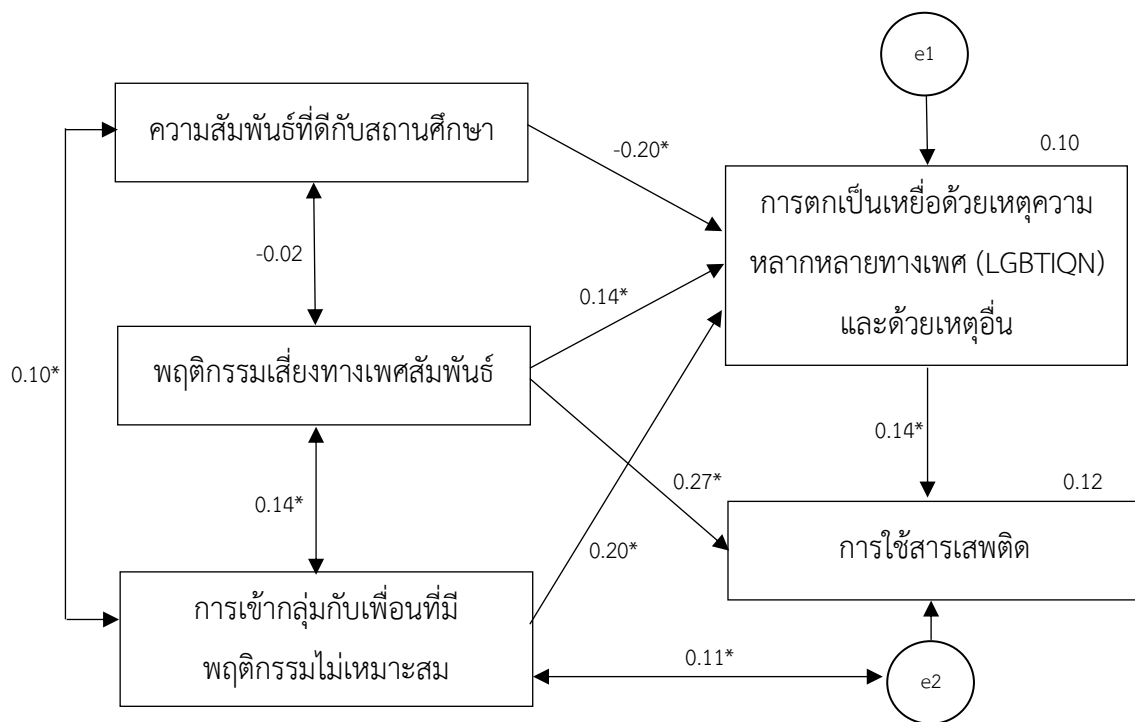 e1
ความสัมพันธ์ที่ดีกับสถานศึกษา
-0.20*
0.10
การตกเป็นเหยื่อด้วยเหตุความ
หลากหลายทางเพศ (LGBTIQN)
และด้วยเหตุอื่น
-0.02
0.14*
พฤติกรรมเสี่ยงทางเพศสัมพันธ์
0.10*
0.14*
0.27*
0.12
0.14*
0.20*
การใช้สารเสพติด
การเข้ากลุ่มกับเพื่อนที่มี
พฤติกรรมไม่เหมาะสม
0.11*
e2